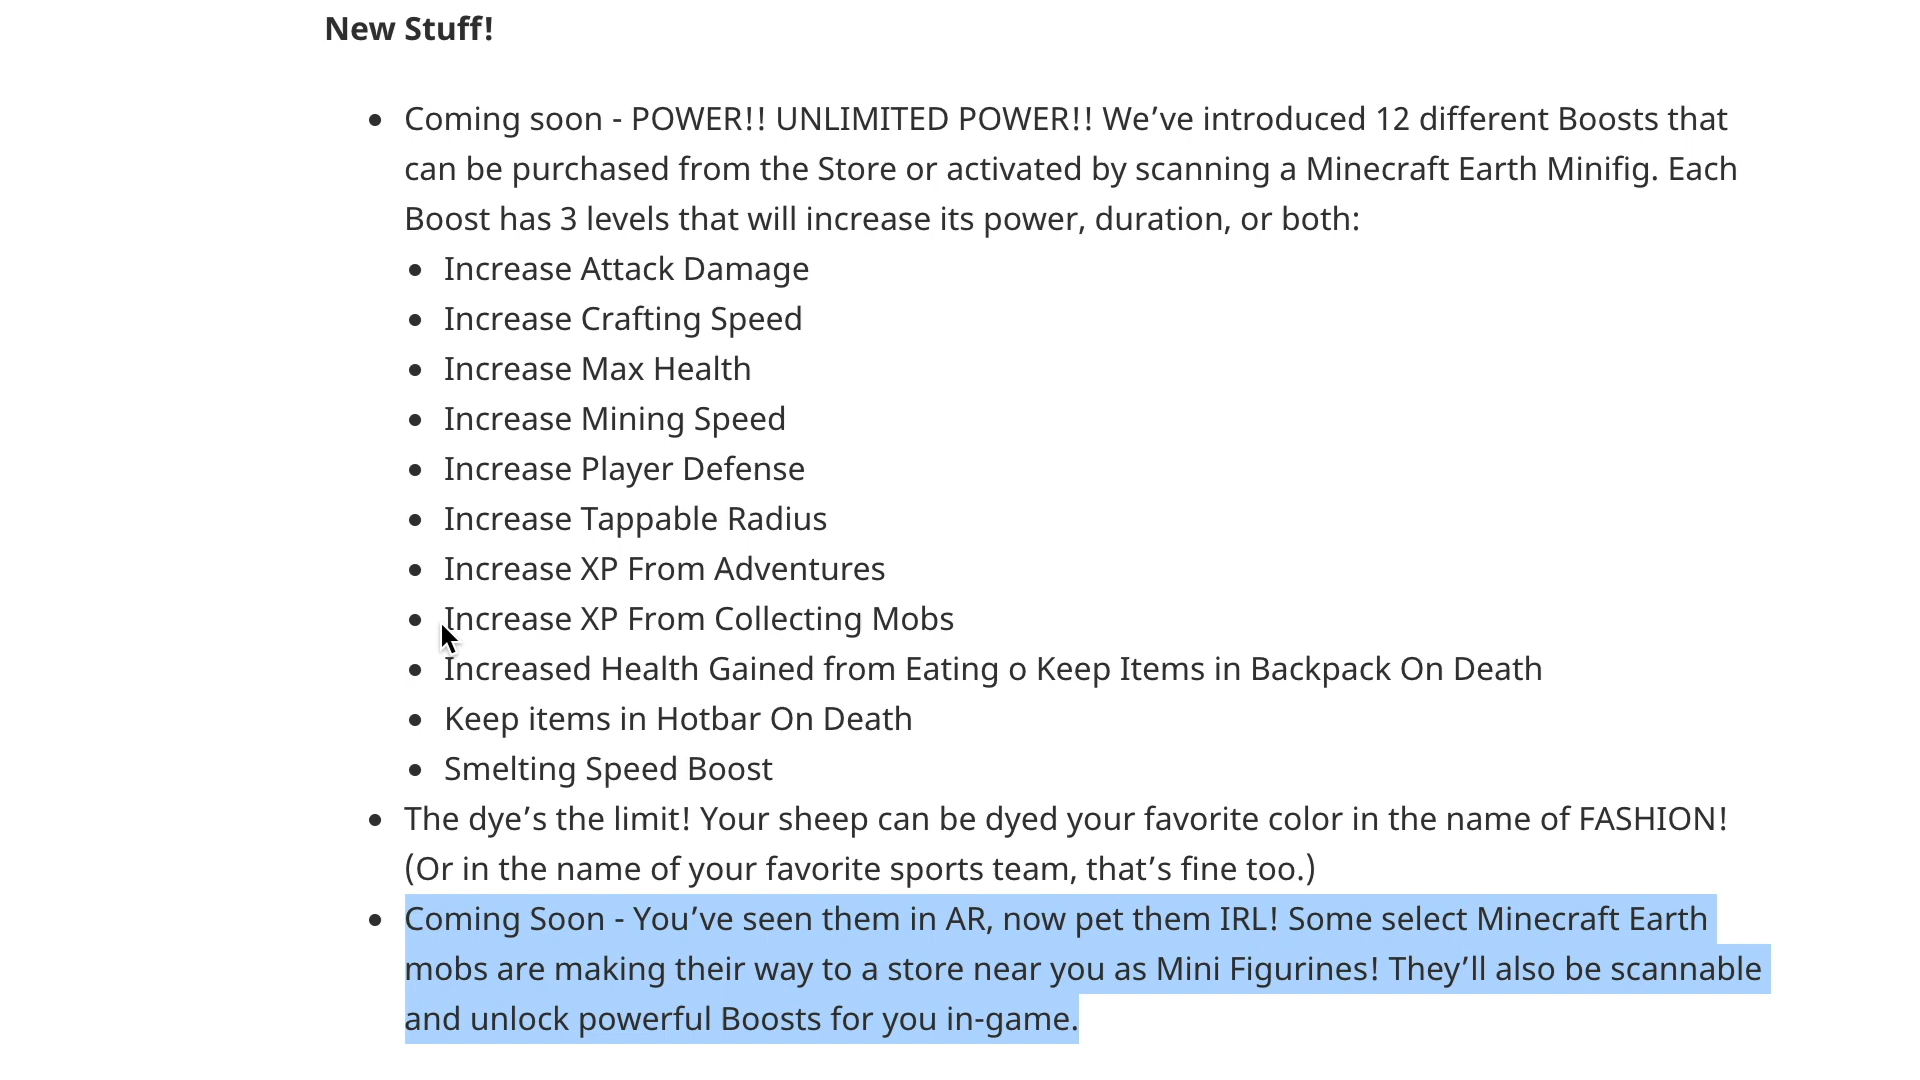 New Stuff!
Coming soon - POWER!! UNLIMITED POWER!! We’ve introduced 12 different Boosts that
can be purchased from the Store or activated by scanning a Minecraft Earth Minifig. Each
Boost has 3 levels that will increase its power, duration, or both:
Increase Attack Damage
Increase Crafting Speed
Increase Max Health
Increase Mining Speed
Increase Player Defense
Increase Tappable Radius
Increase XP From Adventures
Increase XP From Collecting Mobs
Increased Health Gained from Eating o Keep Items in Backpack On Death
Keep items in Hotbar On Death
Smelting Speed Boost
The dye’s the limit! Your sheep can be dyed your favorite color in the name of FASHION!
(Or in the name of your favorite sports team, that’s fine too.)
Coming Soon - You’ve seen them in AR, now pet them IRL! Some select Minecraft Earth
mobs are making their way to a store near you as Mini Figurines! They’ll also be scannable
and unlock powerful Boosts for you in-game.